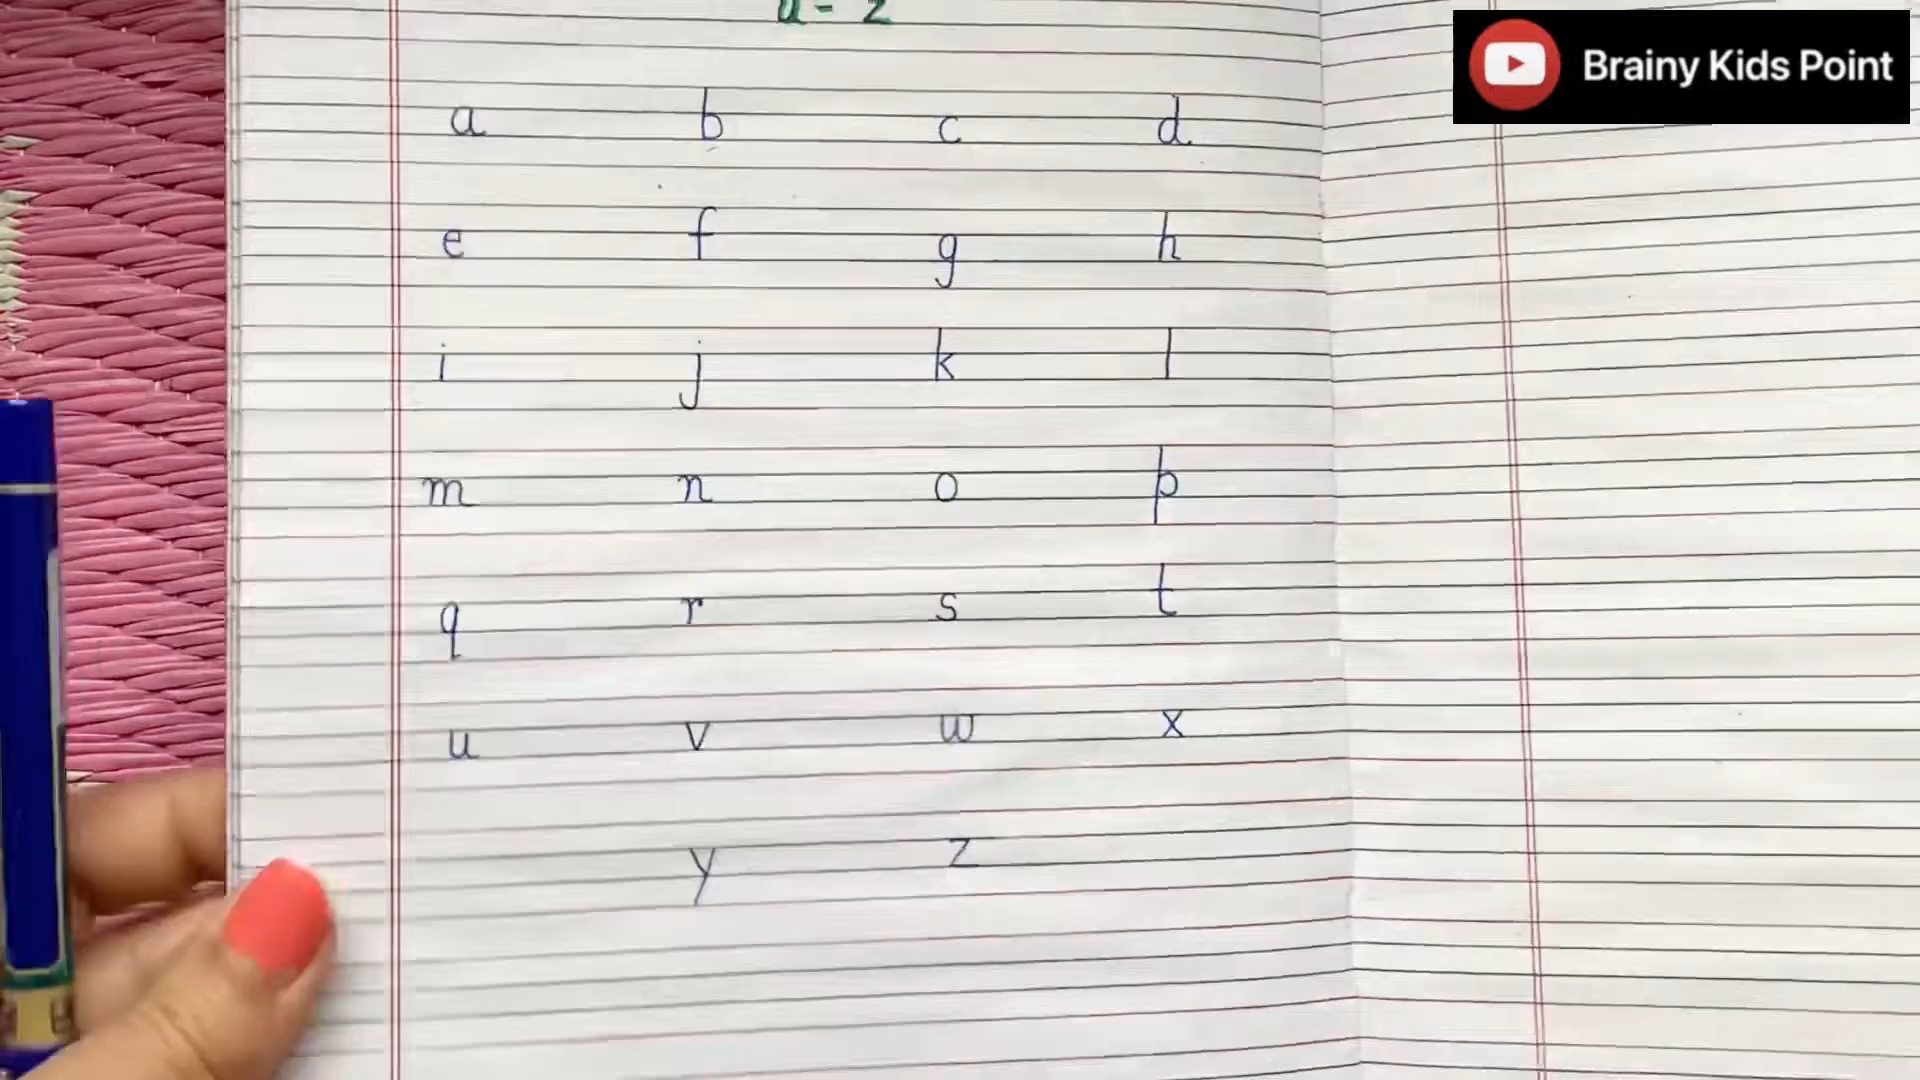 a - z
Brainy Kids Point
a b c d
e f g h
i j k l
m n o p
q r s t
u v w x
y z